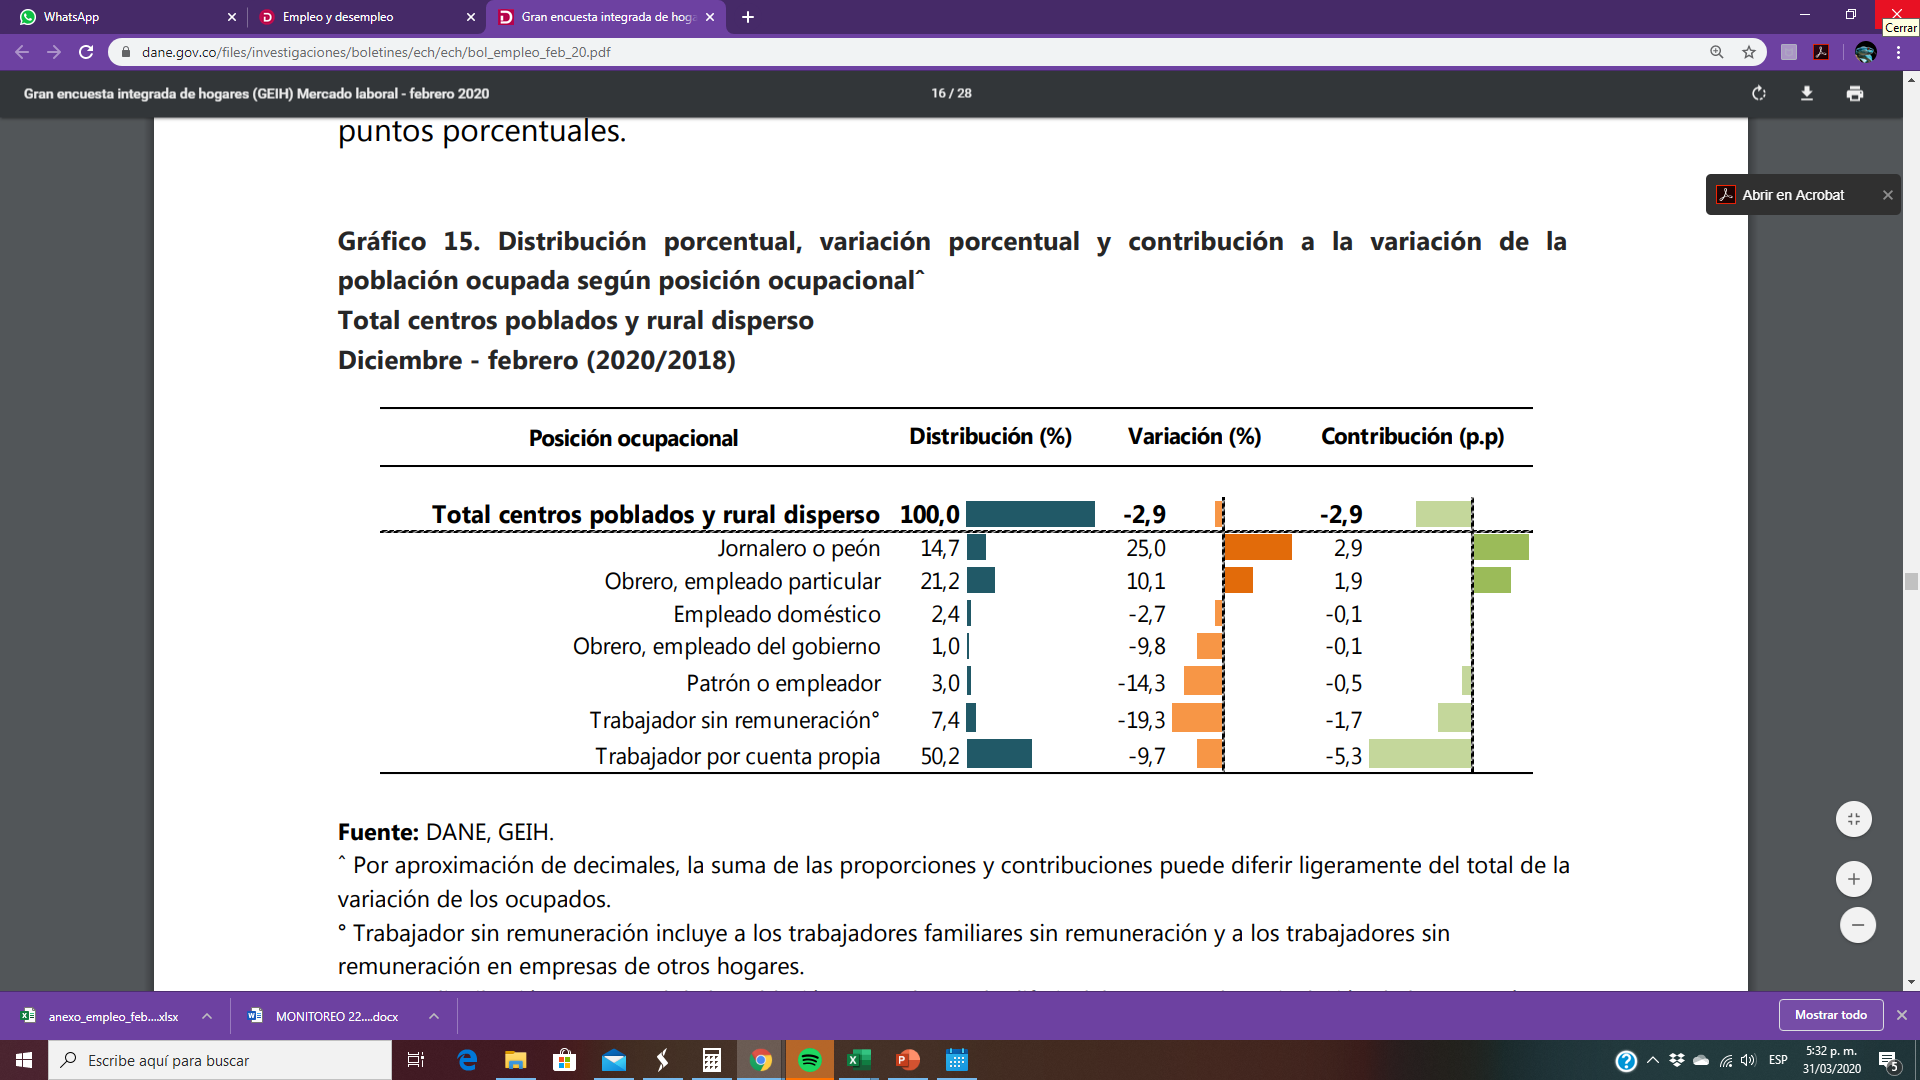 WhatsApp
Empleo y desempleo
Gran encuesta integrada de hog
Cerrar
dane.gov.co/files/investigaciones/boletines/ech/ech/bol_empleo_feb_20.pdf
Gran encuesta integrada de hogares (GEIH) Mercado laboral - febrero 2020
16 / 28
puntos porcentuales.
Abrir en Acrobat
Gráfico 15. Distribución porcentual, variación porcentual y contribución a la variación de la
población ocupada según posición ocupacionalˆ
Total centros poblados y rural disperso
Diciembre - febrero (2020/2018)
Posición ocupacional Distribución (%) Variación (%) Contribución (p.p)
Total centros poblados y rural disperso 100,0 -2,9 -2,9
Jornalero o peón 14,7 25,0 2,9
Obrero, empleado particular 21,2 10,1 1,9
Empleado doméstico 2,4 -2,7 -0,1
Obrero, empleado del gobierno 1,0 -9,8 -0,1
Patrón o empleador 3,0 -14,3 -0,5
Trabajador sin remuneración° 7,4 -19,3 -1,7
Trabajador por cuenta propia 50,2 -9,7 -5,3
Fuente: DANE, GEIH.
ˆ Por aproximación de decimales, la suma de las proporciones y contribuciones puede diferir ligeramente del total de la
variación de los ocupados.
° Trabajador sin remuneración incluye a los trabajadores familiares sin remuneración y a los trabajadores sin
remuneración en empresas de otros hogares.
anexo_empleo_feb....xlsx
MONITOREO 22....docx
Mostrar todo
Escribe aquí para buscar
ESP
5:32 p. m.
31/03/2020
5